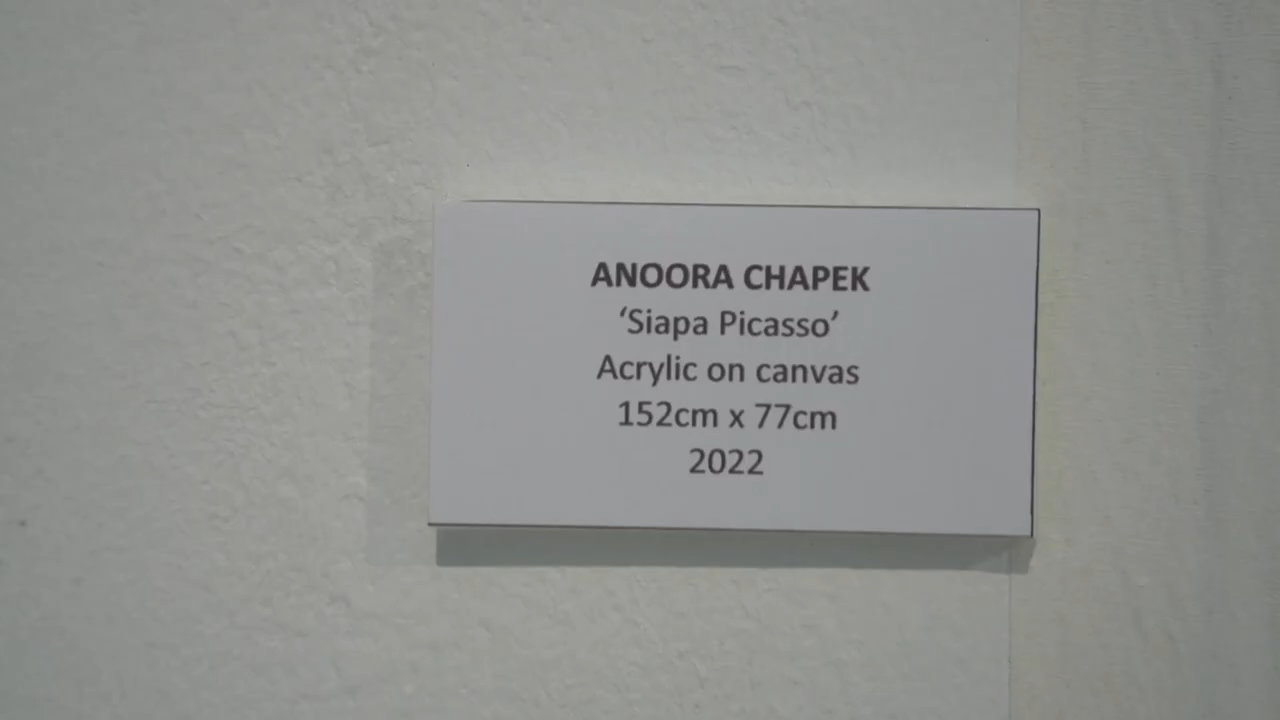 ANOORA CHAPEK
‘Siapa Picasso’
Acrylic on canvas
152cm x 77cm
2022